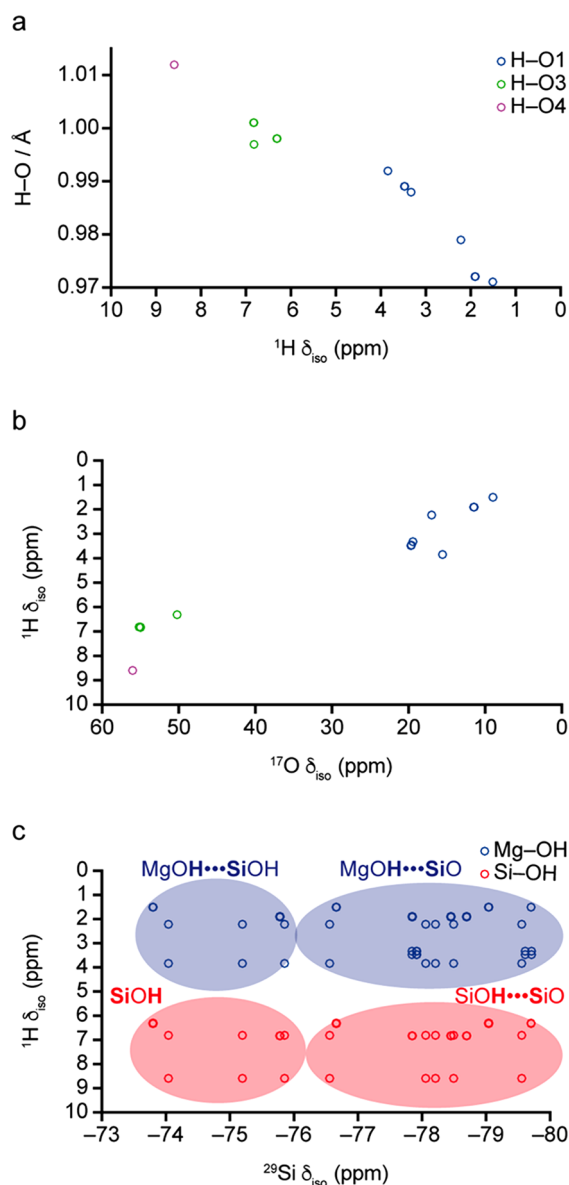 a
H–O1
H–O3
H–O4
H–O / Å
1.01
1.00
0.99
0.98
0.97
10 9 8 7 6 5 4 3 2 1 0
¹H δiso (ppm)
b
¹H δiso (ppm)
0
1
2
3
4
5
6
7
8
9
10
60 50 40 30 20 10 0
¹⁷O δiso (ppm)
c
Mg–OH
Si–OH
MgOH•••SiOH MgOH•••SiO
SiOH SiOH•••SiO
¹H δiso (ppm)
0
1
2
3
4
5
6
7
8
9
10
–73 –74 –75 –76 –77 –78 –79 –80
²⁹Si δiso (ppm)